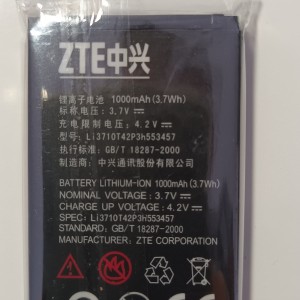 ZTE中兴
锂离子电池 1000mAh(3.7Wh)
标称电压: 3.7V ⎓
充电限制电压: 4.2V ⎓
型号: Li3710T42P3h553457
执行标准: GB/T 18287-2000
制造商: 中兴通讯股份有限公司
BATTERY LITHIUM-ION 1000mAh(3.7Wh)
NOMINAL VOLTAGE: 3.7V ⎓
CHARGE UP VOLTAGE: 4.2V ⎓
SPEC: Li3710T42P3h553457
STANDARD: GB/T 18287-2000
MANUFACTURER: ZTE CORPORATION